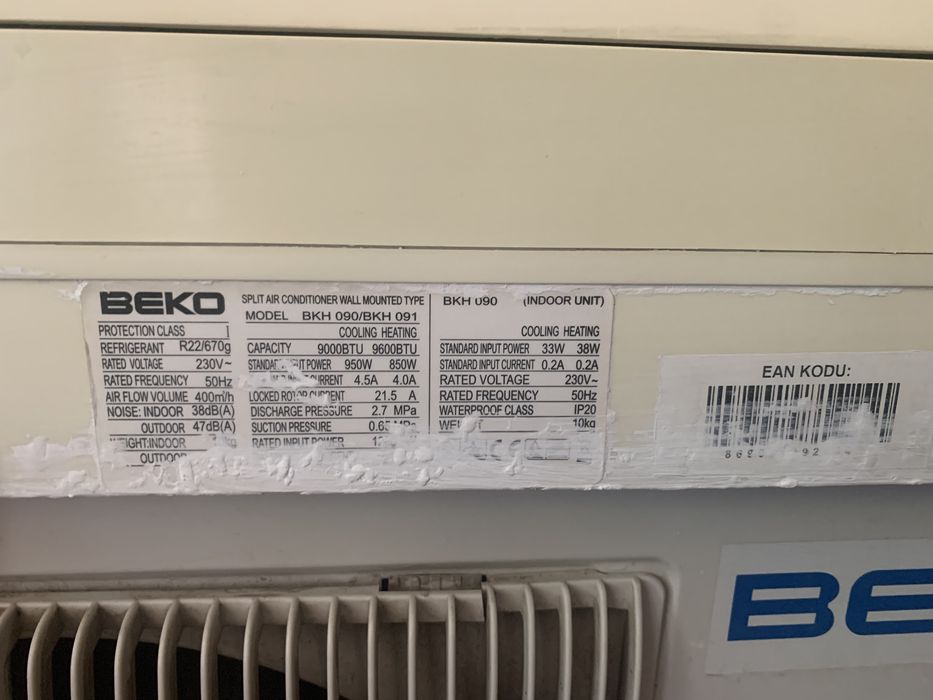 BEKO
PROTECTION CLASS I
REFRIGERANT R22/670g
RATED VOLTAGE 230V~
RATED FREQUENCY 50Hz
AIR FLOW VOLUME 400m³/h
NOISE: INDOOR 38dB(A)
OUTDOOR 47dB(A)
WEIGHT:INDOOR
OUTDOOR
SPLIT AIR CONDITIONER WALL MOUNTED TYPE
MODEL BKH 090/BKH 091
COOLING HEATING
CAPACITY 9000BTU 9600BTU
POWER 950W 850W
CURRENT 4.5A 4.0A
LOCKED ROTOR CURRENT 21.5 A
DISCHARGE PRESSURE 2.7 MPa
SUCTION PRESSURE
RATED INPUT POWER
BKH 090 (INDOOR UNIT)
COOLING HEATING
STANDARD INPUT POWER 33W 38W
STANDARD INPUT CURRENT 0.2A 0.2A
RATED VOLTAGE 230V~
RATED FREQUENCY 50Hz
WATERPROOF CLASS IP20
WEIGHT 10kg
EAN KODU:
BE